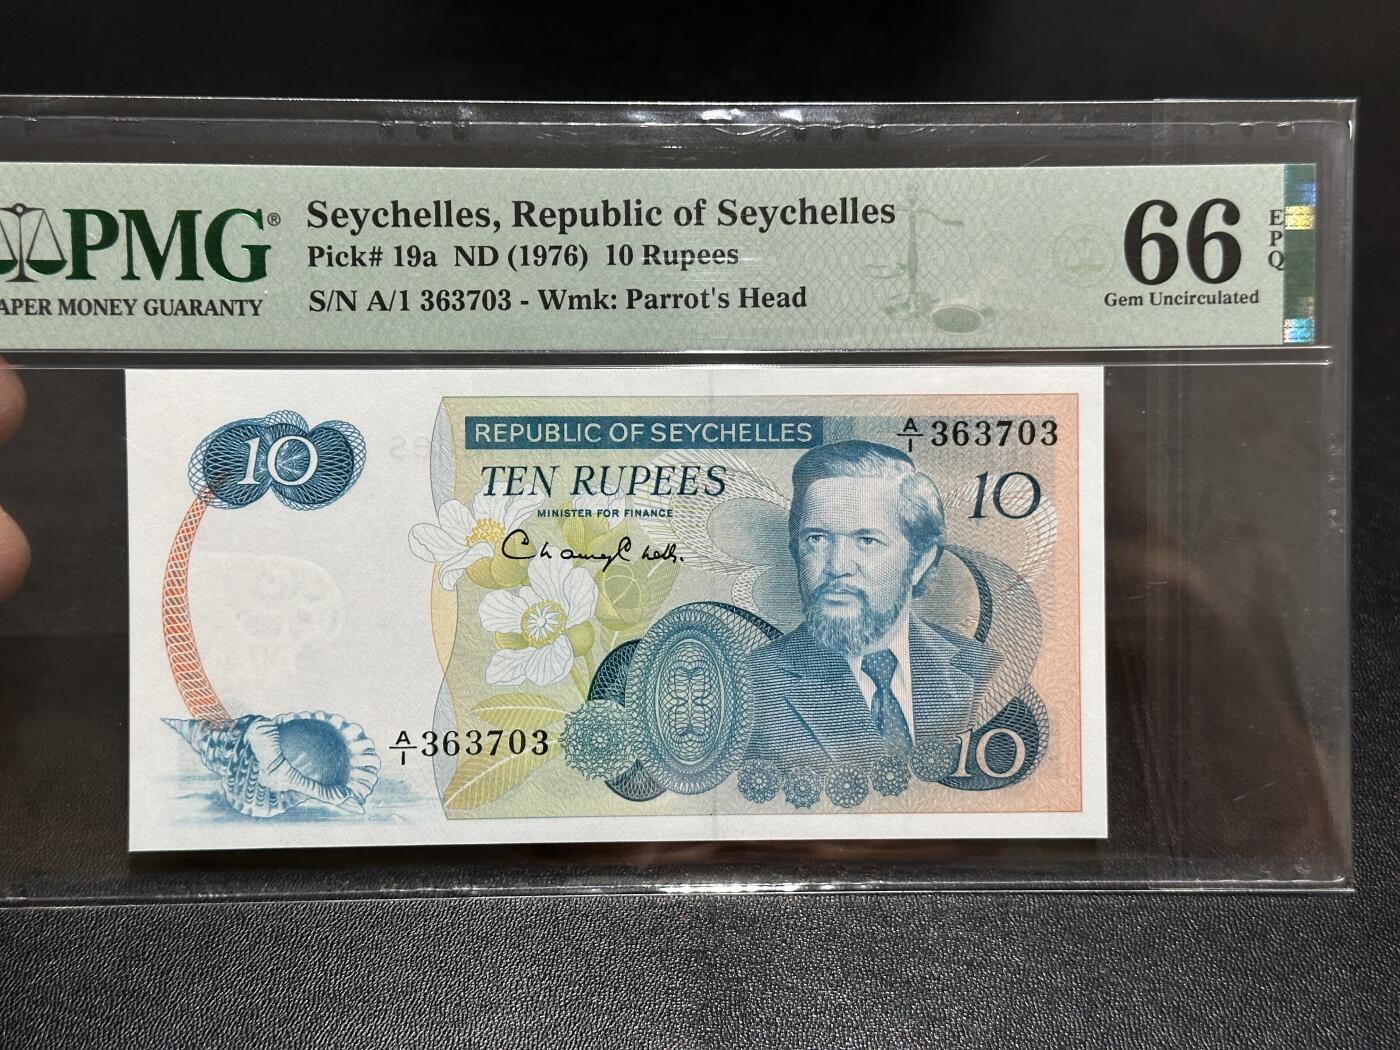 PMG®
APER MONEY GUARANTY
Seychelles, Republic of Seychelles
Pick# 19a ND (1976) 10 Rupees
S/N A/1 363703 - Wmk: Parrot's Head
66
EPQ
Gem Uncirculated
10
REPUBLIC OF SEYCHELLES
A/1 363703
TEN RUPEES
10
MINISTER FOR FINANCE
A/1 363703
10